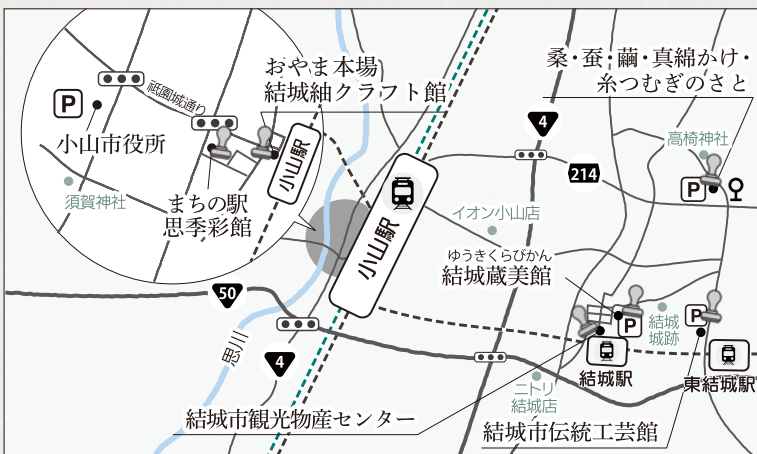 おやま本場
結城紬クラフト館
桑・蚕・繭・真綿かけ・
糸つむぎのさと
祇園城通り
P
小山市役所
小山駅
須賀神社
まちの駅
思季彩館
4
214
高椅神社
P
小山駅
イオン小山店
ゆうきくらびかん
結城蔵美館
50
思川
4
P
結城
城跡
P
結城駅
東結城駅
ニトリ
結城店
結城市観光物産センター
結城市伝統工芸館